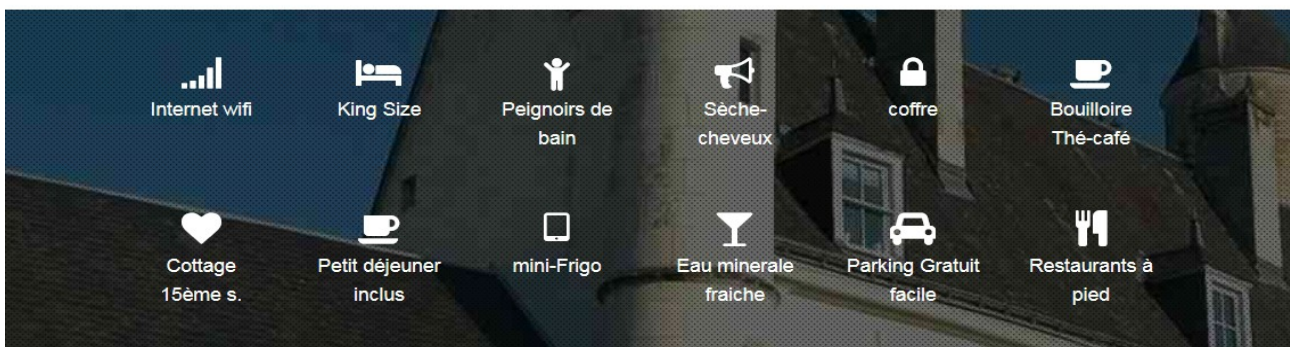 Internet wifi
King Size
Peignoirs de
bain
Sèche-
cheveux
coffre
Bouilloire
Thé-café
Cottage
15ème s.
Petit déjeuner
inclus
mini-Frigo
Eau minerale
fraiche
Parking Gratuit
facile
Restaurants à
pied